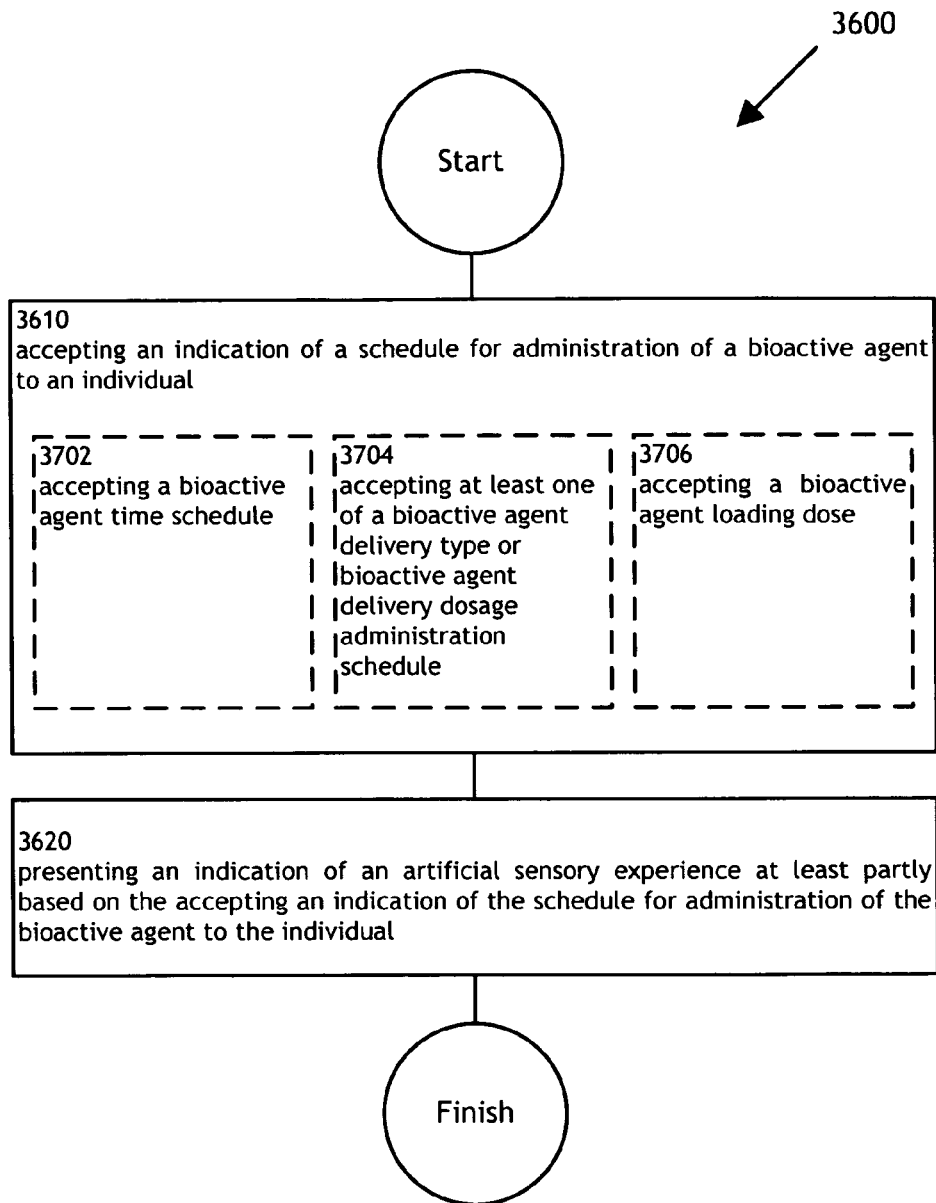 3600
Start
3610
accepting an indication of a schedule for administration of a bioactive agent
to an individual
3702
accepting a bioactive
agent time schedule
3704
accepting at least one
of a bioactive agent
delivery type or
bioactive agent
delivery dosage
administration
schedule
3706
accepting a bioactive
agent loading dose
3620
presenting an indication of an artificial sensory experience at least partly
based on the accepting an indication of the schedule for administration of the
bioactive agent to the individual
Finish